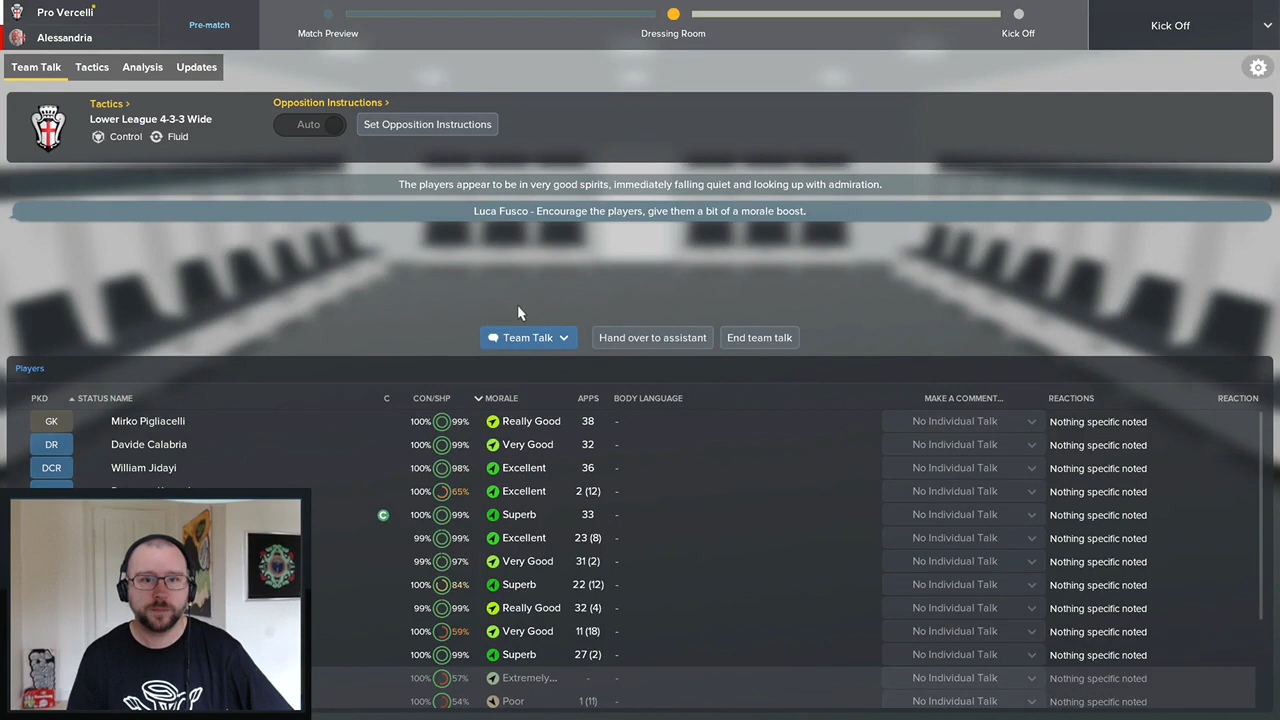 Pro Vercelli
Alessandria
Pre-match
Match Preview
Dressing Room
Kick Off
Kick Off
Team Talk Tactics Analysis Updates
Tactics >
Lower League 4-3-3 Wide
Control Fluid
Opposition Instructions >
Auto Set Opposition Instructions
The players appear to be in very good spirits, immediately falling quiet and looking up with admiration.
Luca Fusco - Encourage the players, give them a bit of a morale boost.
Team Talk Hand over to assistant End team talk
Players
PKD STATUS NAME C CON/SHP MORALE APPS BODY LANGUAGE MAKE A COMMENT... REACTIONS REACTION
GK Mirko Pigliacelli 100% 99% Really Good 38 - No Individual Talk Nothing specific noted
DR Davide Calabria 100% 99% Very Good 32 - No Individual Talk Nothing specific noted
DCR William Jidayi 100% 98% Excellent 36 - No Individual Talk Nothing specific noted
100% 65% Excellent 2 (12) - No Individual Talk Nothing specific noted
C 100% 99% Superb 33 - No Individual Talk Nothing specific noted
99% 99% Excellent 23 (8) - No Individual Talk Nothing specific noted
99% 97% Very Good 31 (2) - No Individual Talk Nothing specific noted
100% 84% Superb 22 (12) - No Individual Talk Nothing specific noted
99% 99% Really Good 32 (4) - No Individual Talk Nothing specific noted
100% 59% Very Good 11 (18) - No Individual Talk Nothing specific noted
100% 99% Superb 27 (2) - No Individual Talk Nothing specific noted
100% 57% Extremely... - No Individual Talk Nothing specific noted
100% 54% Poor 1 (11) - No Individual Talk Nothing specific noted